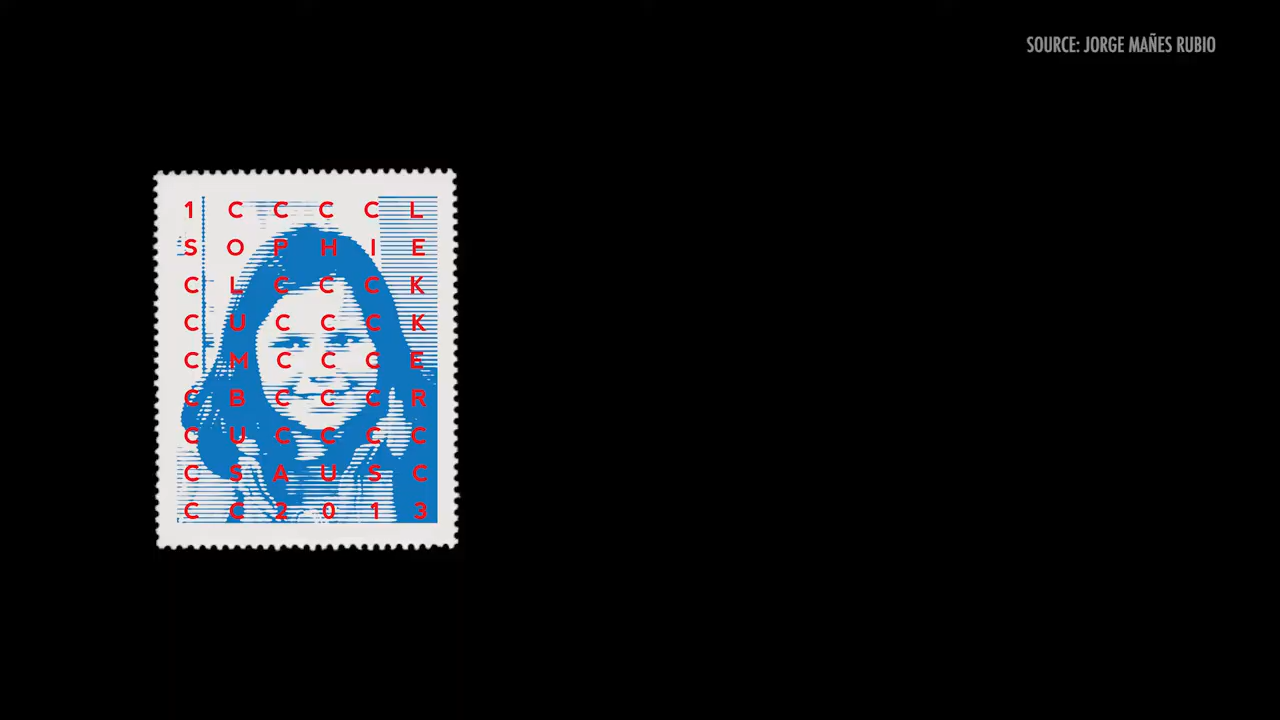 SOURCE: JORGE MAÑES RUBIO
1 C C C C L
S O P H I E
C L C C C K
C U C C C K
C M C C C E
C B C C C R
C U C C C C
C S A U S C
C C 2 0 1 3